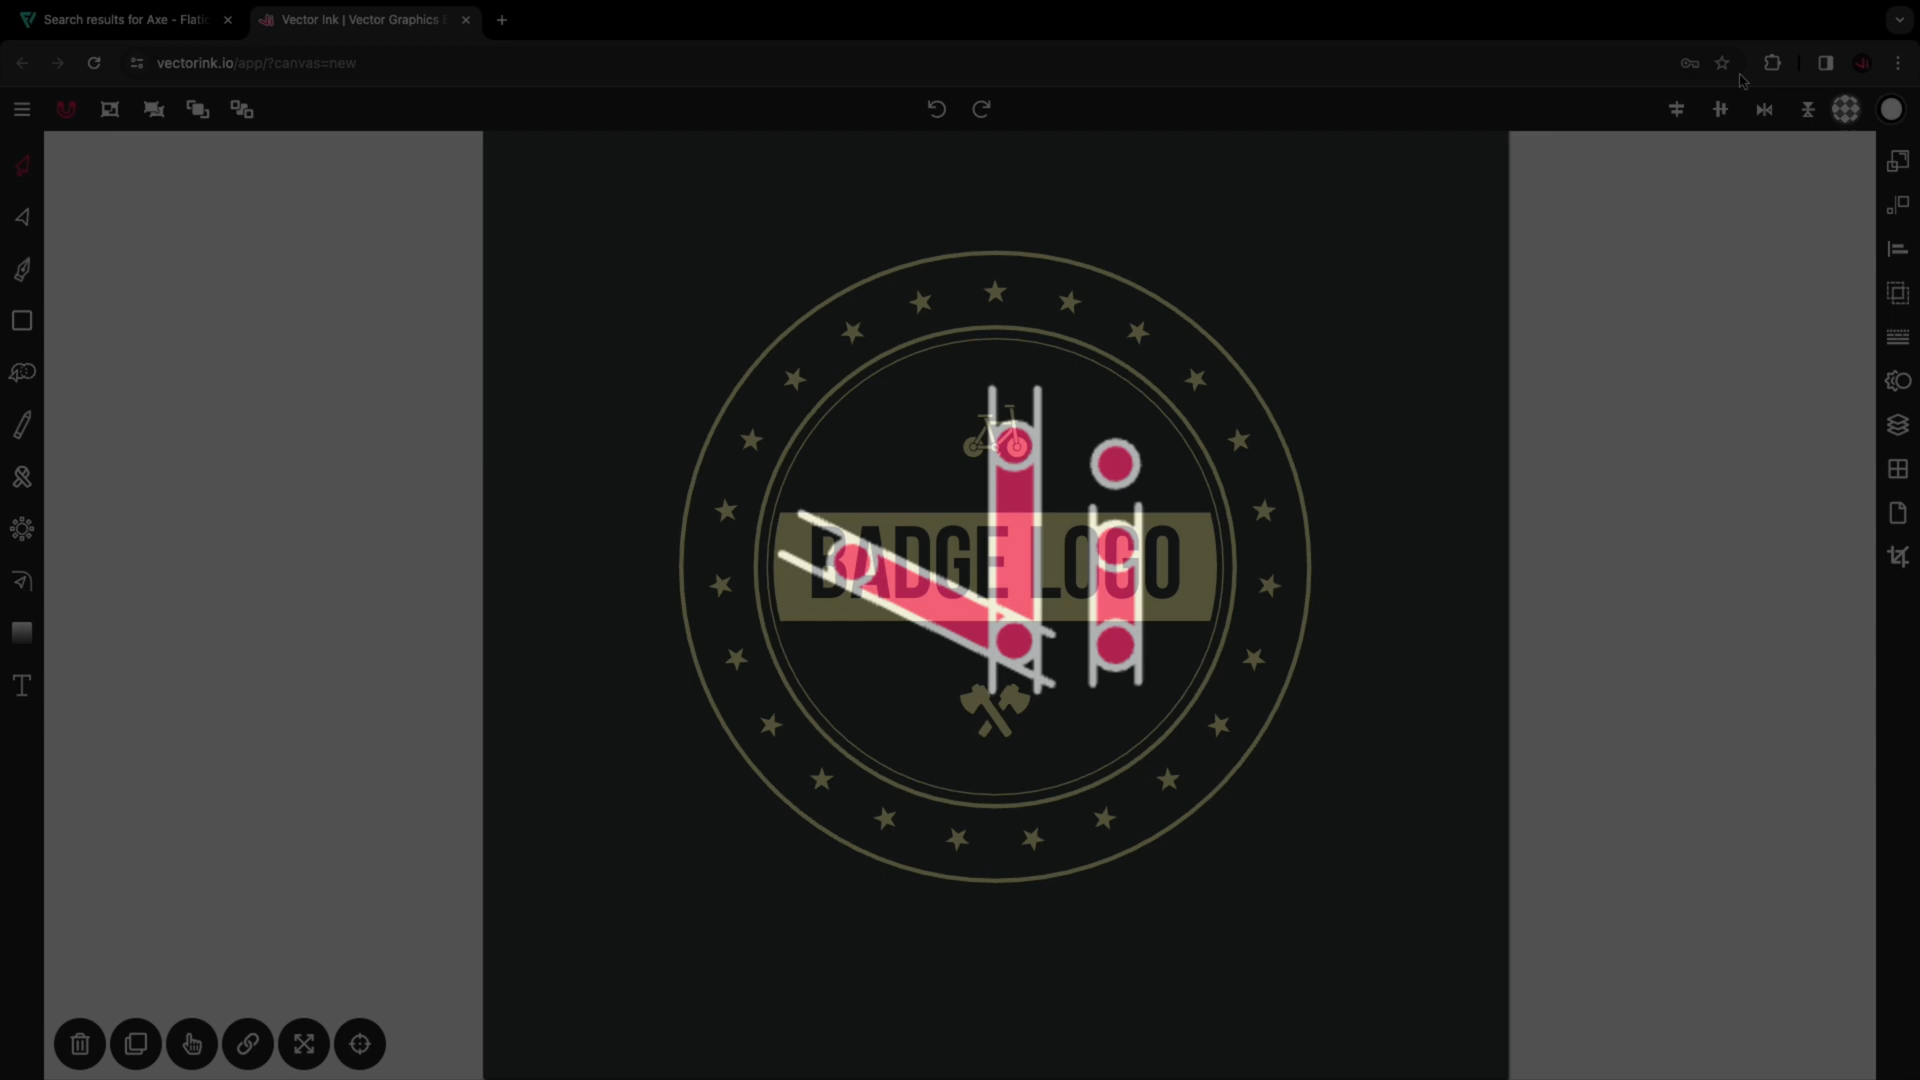 Search results for Axe - Flatic
Vector Ink | Vector Graphics E
vectorink.io/app/?canvas=new
BADGE LOGO
T